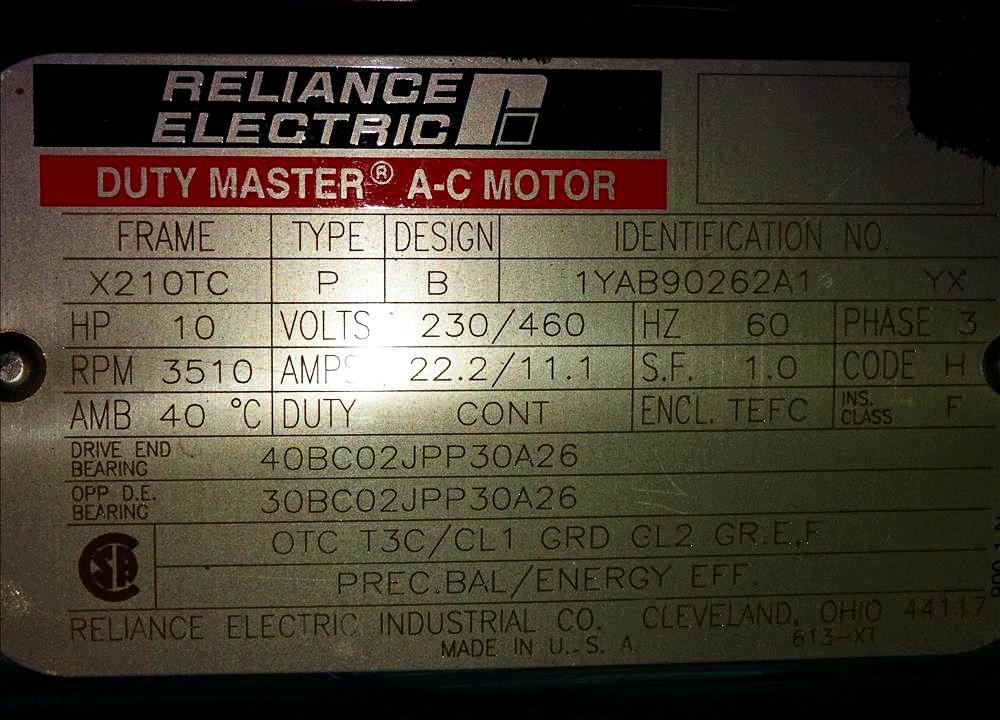 RELIANCE
ELECTRIC
DUTY MASTER® A-C MOTOR
FRAME TYPE DESIGN IDENTIFICATION NO.
X210TC P B 1YAB90262A1 YX
HP 10 VOLTS 230/460 HZ 60 PHASE 3
RPM 3510 AMPS 22.2/11.1 S.F. 1.0 CODE H
AMB 40 °C DUTY CONT ENCL. TEFC INS. CLASS F
DRIVE END BEARING 40BC02JPP30A26
OPP D.E. BEARING 30BC02JPP30A26
SA OTC T3C/CL1 GRD CL2 GR.E,F
PREC.BAL/ENERGY EFF.
RELIANCE ELECTRIC INDUSTRIAL CO. CLEVELAND, OHIO 44117
MADE IN U.S.A. 613-XT